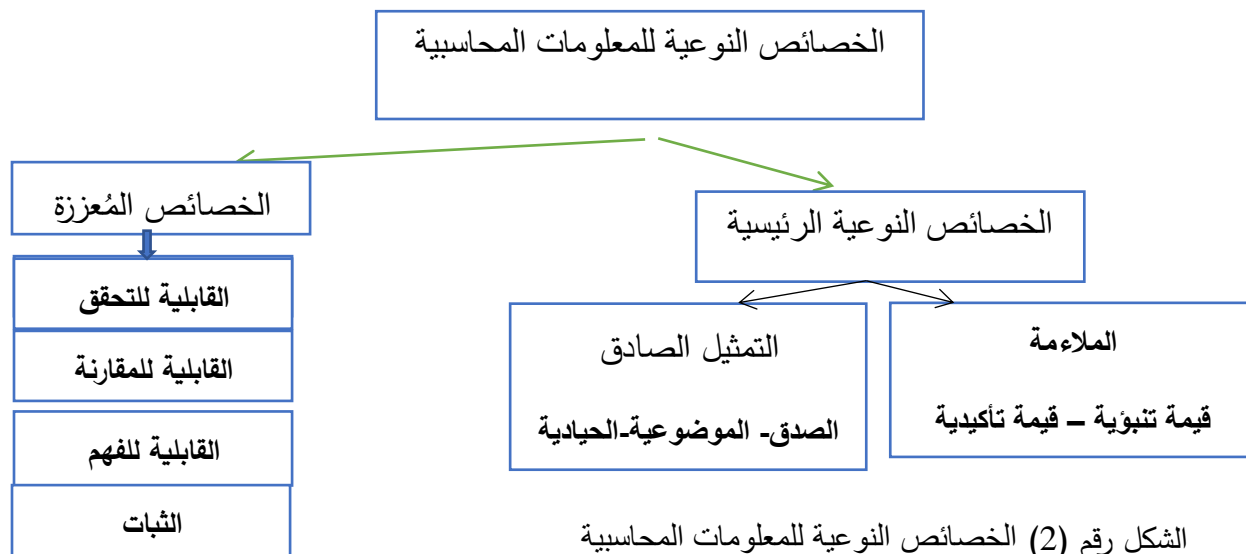 الخصائص النوعية للمعلومات المحاسبية
الخصائص النوعية الرئيسية
الملاءمة
قيمة تنبؤية – قيمة تأكيدية
التمثيل الصادق
الصدق- الموضوعية-الحيادية
الخصائص المُعززة
القابلية للتحقق
القابلية للمقارنة
القابلية للفهم
الثبات
الشكل رقم (2) الخصائص النوعية للمعلومات المحاسبية